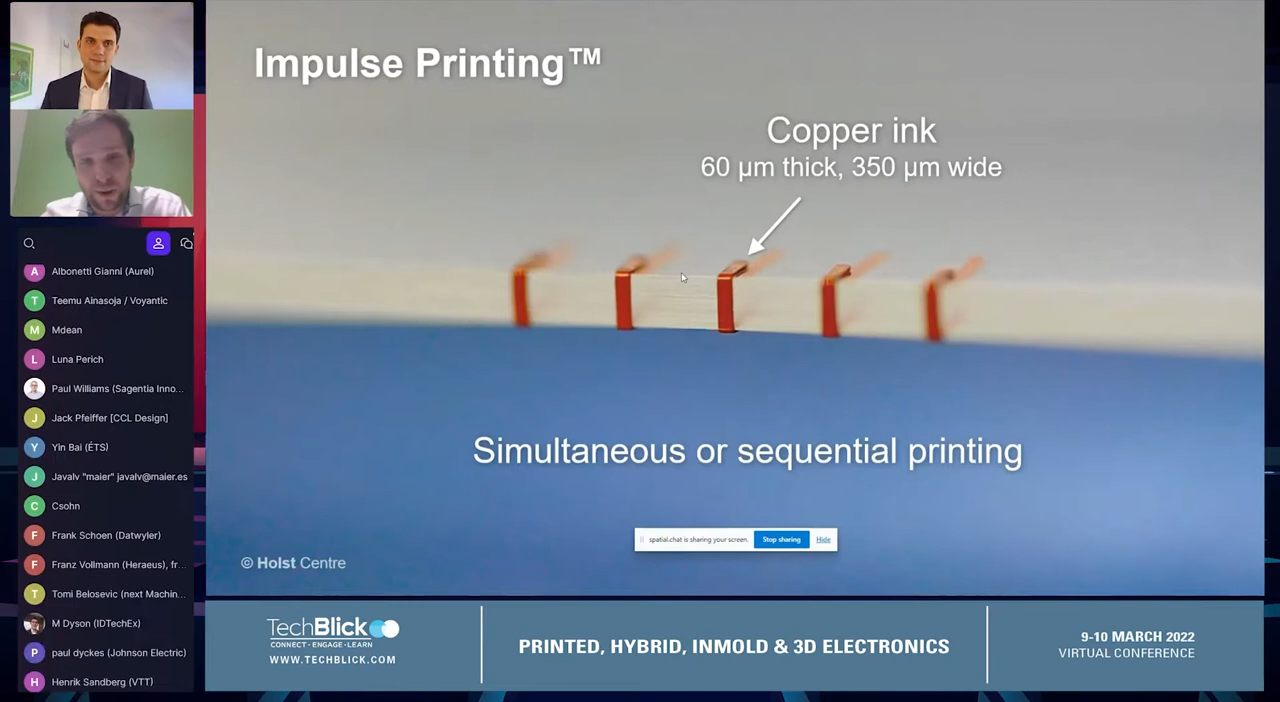 Impulse Printing™
Copper ink
60 µm thick, 350 µm wide
Simultaneous or sequential printing
spatial.chat is sharing your screen.
Stop sharing
Hide
© Holst Centre
A
Albonetti Gianni (Aurel)
T
Teemu Ainasoja / Voyantic
M
Mdean
L
Luna Perich
Paul Williams (Sagentia Inno...
J
Jack Pfeiffer [CCL Design]
Y
YIn Bai (ÉTS)
J
Javalv "maier" javalv@maier.es
C
Csohn
F
Frank Schoen (Datwyler)
F
Franz Vollmann (Heraeus), fr...
T
Tomi Belosevic (next Machin...
M Dyson (IDTechEx)
P
paul dyckes (Johnson Electric)
H
Henrik Sandberg (VTT)
TechBlick
CONNECT · ENGAGE · LEARN
WWW.TECHBLICK.COM
PRINTED, HYBRID, INMOLD & 3D ELECTRONICS
9-10 MARCH 2022
VIRTUAL CONFERENCE